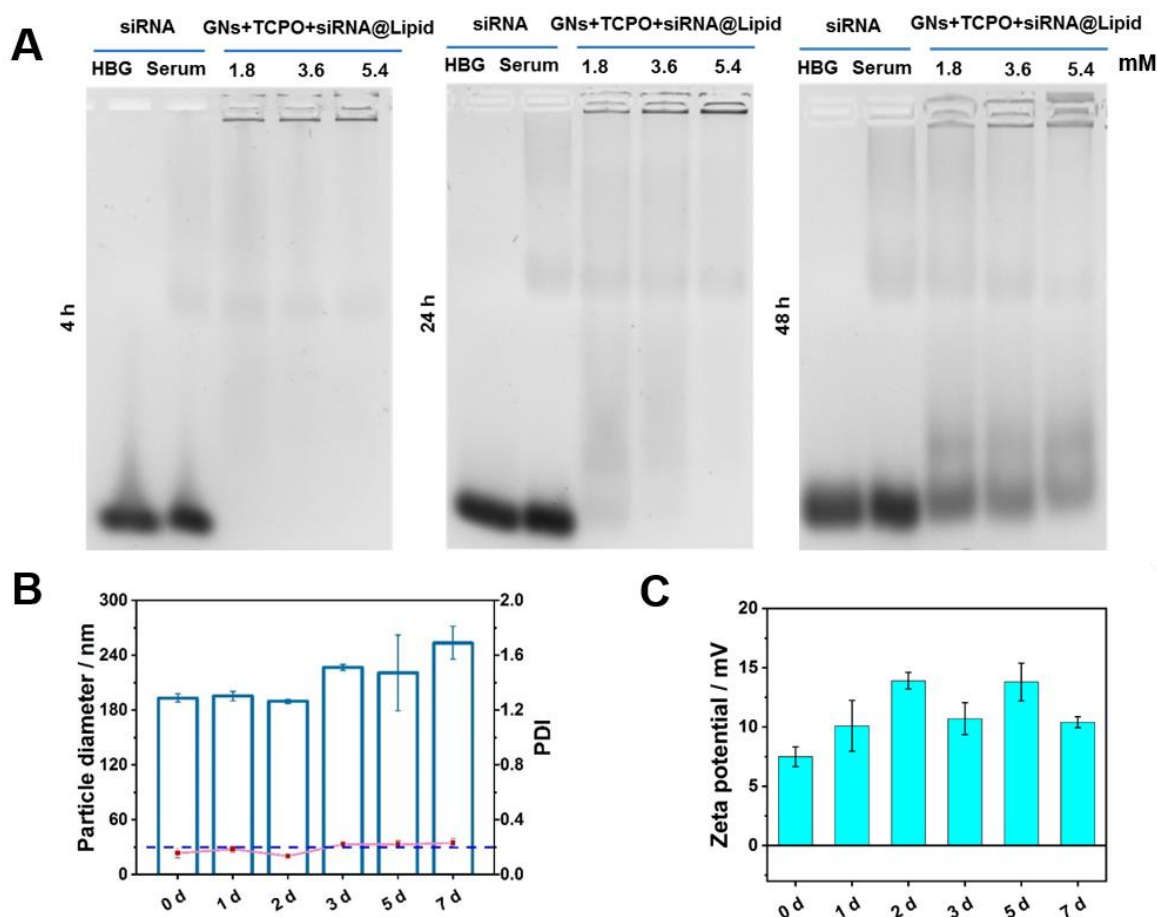 A
siRNA GNs+TCPO+siRNA@Lipid siRNA GNs+TCPO+siRNA@Lipid siRNA GNs+TCPO+siRNA@Lipid
HBG Serum 1.8 3.6 5.4 HBG Serum 1.8 3.6 5.4 HBG Serum 1.8 3.6 5.4 mM
4 h
24 h
48 h
B
Particle diameter / nm
300
240
180
120
60
0
2.0
1.6
1.2
0.8
0.4
0.0
PDI
0 d 1 d 2 d 3 d 5 d 7 d
C
Zeta potential / mV
20
15
10
5
0
0 d 1 d 2 d 3 d 5 d 7 d